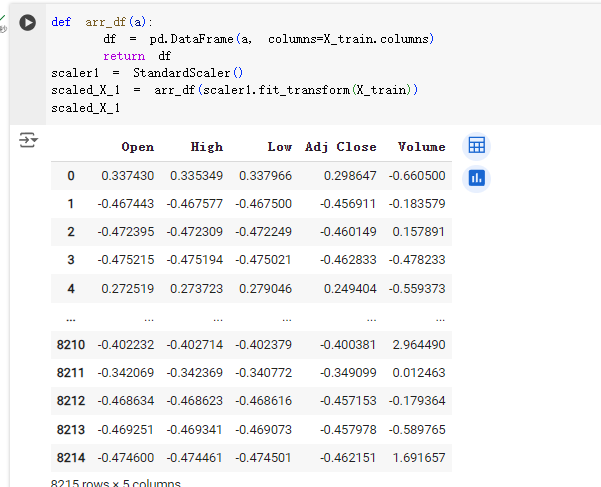 def arr_df(a):
df = pd.DataFrame(a, columns=X_train.columns)
return df
scaler1 = StandardScaler()
scaled_X_1 = arr_df(scaler1.fit_transform(X_train))
scaled_X_1
秒
Open High Low Adj Close Volume
0 0.337430 0.335349 0.337966 0.298647 -0.660500
1 -0.467443 -0.467577 -0.467500 -0.456911 -0.183579
2 -0.472395 -0.472309 -0.472249 -0.460149 0.157891
3 -0.475215 -0.475194 -0.475021 -0.462833 -0.478233
4 0.272519 0.273723 0.279046 0.249404 -0.559373
... ... ... ... ... ...
8210 -0.402232 -0.402714 -0.402379 -0.400381 2.964490
8211 -0.342069 -0.342369 -0.340772 -0.349099 0.012463
8212 -0.468634 -0.468623 -0.468616 -0.457153 -0.179364
8213 -0.469251 -0.469341 -0.469073 -0.457978 -0.589765
8214 -0.474600 -0.474461 -0.474501 -0.462151 1.691657
8215 rows × 5 columns